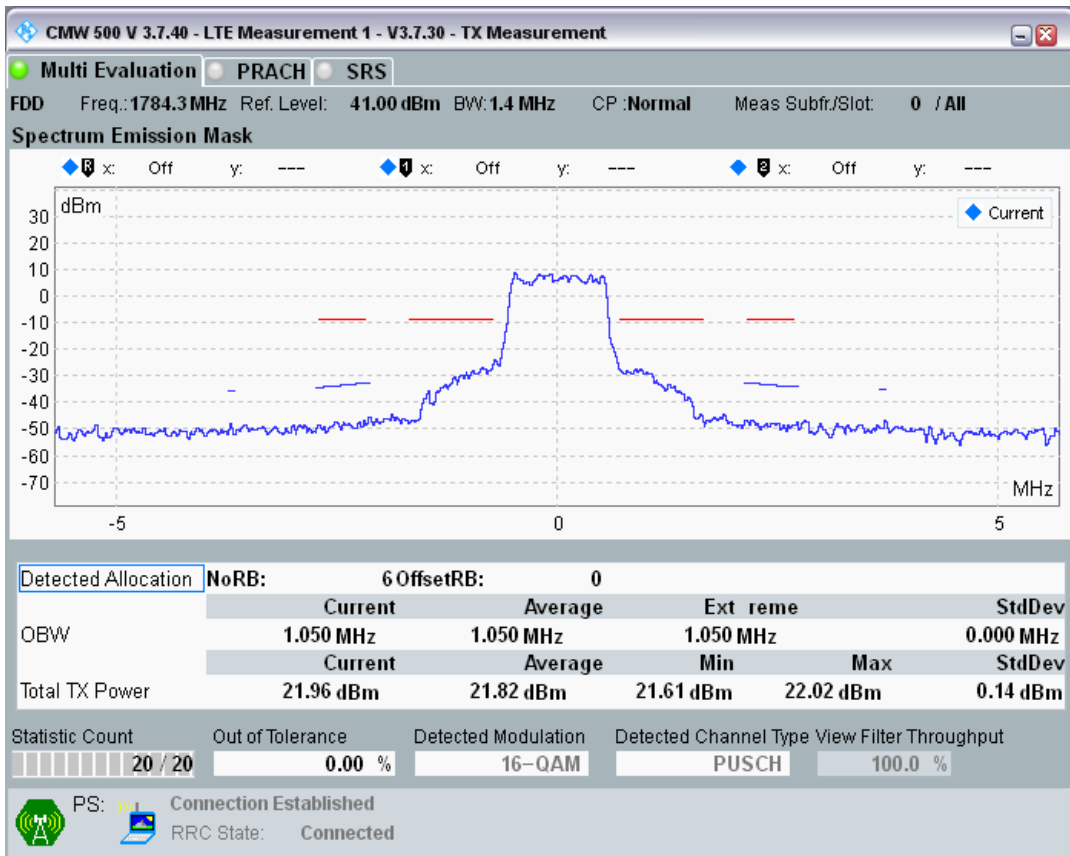 CMW 500 V 3.7.40 - LTE Measurement 1 - V3.7.30 - TX Measurement
Multi Evaluation PRACH SRS
FDD Freq.:1784.3 MHz Ref. Level: 41.00 dBm BW:1.4 MHz CP :Normal Meas Subfr./Slot: 0 / All
Spectrum Emission Mask
R x: Off y: --- 1 x: Off y: --- 2 x: Off y: ---
dBm
Current
30
20
10
0
-10
-20
-30
-40
-50
-60
-70
MHz
-5 0 5
Detected Allocation NoRB: 6 OffsetRB: 0
Current Average Ext reme StdDev
OBW 1.050 MHz 1.050 MHz 1.050 MHz 0.000 MHz
Current Average Min Max StdDev
Total TX Power 21.96 dBm 21.82 dBm 21.61 dBm 22.02 dBm 0.14 dBm
Statistic Count Out of Tolerance Detected Modulation Detected Channel Type View Filter Throughput
20 / 20 0.00 % 16-QAM PUSCH 100.0 %
PS: Connection Established
RRC State: Connected